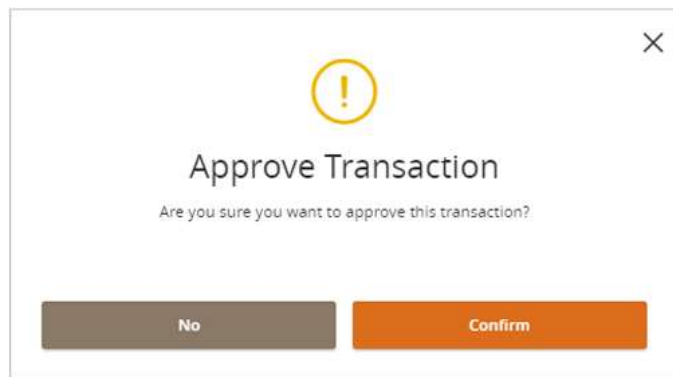 !
Approve Transaction
Are you sure you want to approve this transaction?
No
Confirm